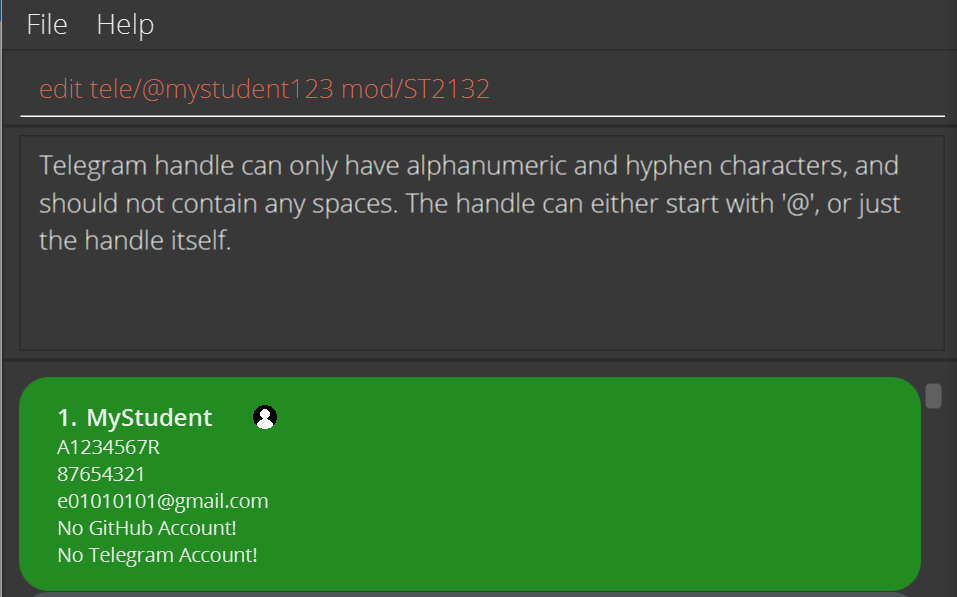 File Help
edit tele/@mystudent123 mod/ST2132
Telegram handle can only have alphanumeric and hyphen characters, and
should not contain any spaces. The handle can either start with '@', or just
the handle itself.
1. MyStudent
A1234567R
87654321
e01010101@gmail.com
No GitHub Account!
No Telegram Account!